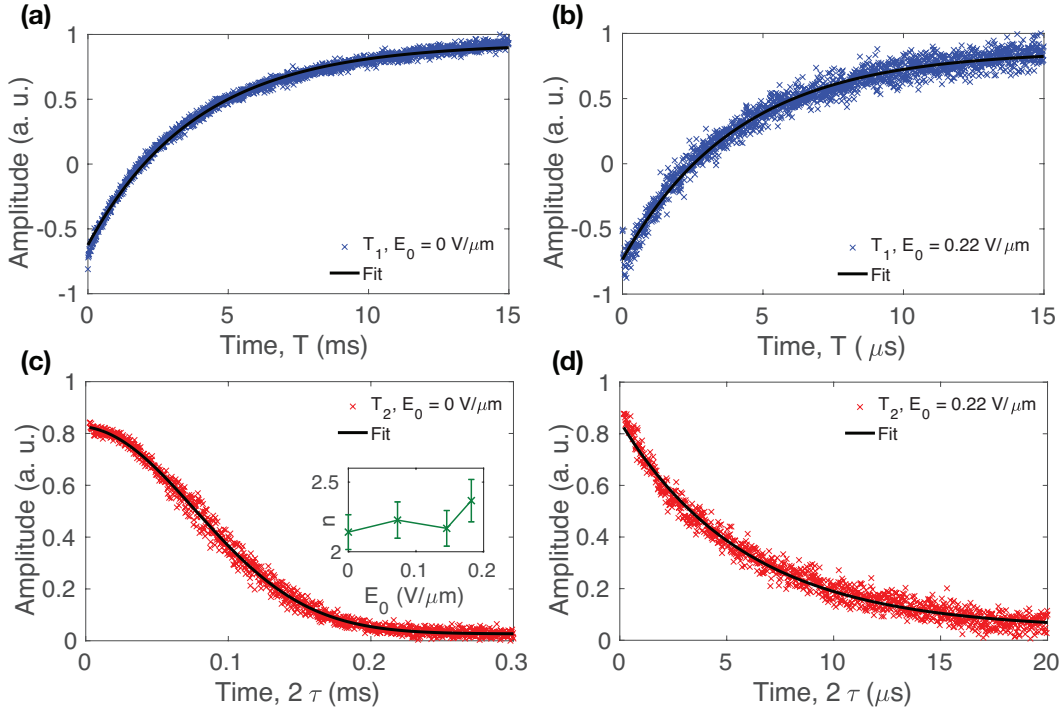 (a)
1
0.5
0
-0.5
-1
Amplitude (a. u.)
T₁, E₀ = 0 V/μm
Fit
0 5 10 15
Time, T (ms)
(b)
1
0.5
0
-0.5
-1
Amplitude (a. u.)
T₁, E₀ = 0.22 V/μm
Fit
0 5 10 15
Time, T ( μs)
(c)
1
0.8
0.6
0.4
0.2
0
Amplitude (a. u.)
T₂, E₀ = 0 V/μm
Fit
2.5
2
n
0 0.1 0.2
E₀ (V/μm)
0 0.1 0.2 0.3
Time, 2 τ (ms)
(d)
1
0.8
0.6
0.4
0.2
0
Amplitude (a. u.)
T₂, E₀ = 0.22 V/μm
Fit
0 5 10 15 20
Time, 2 τ (μs)